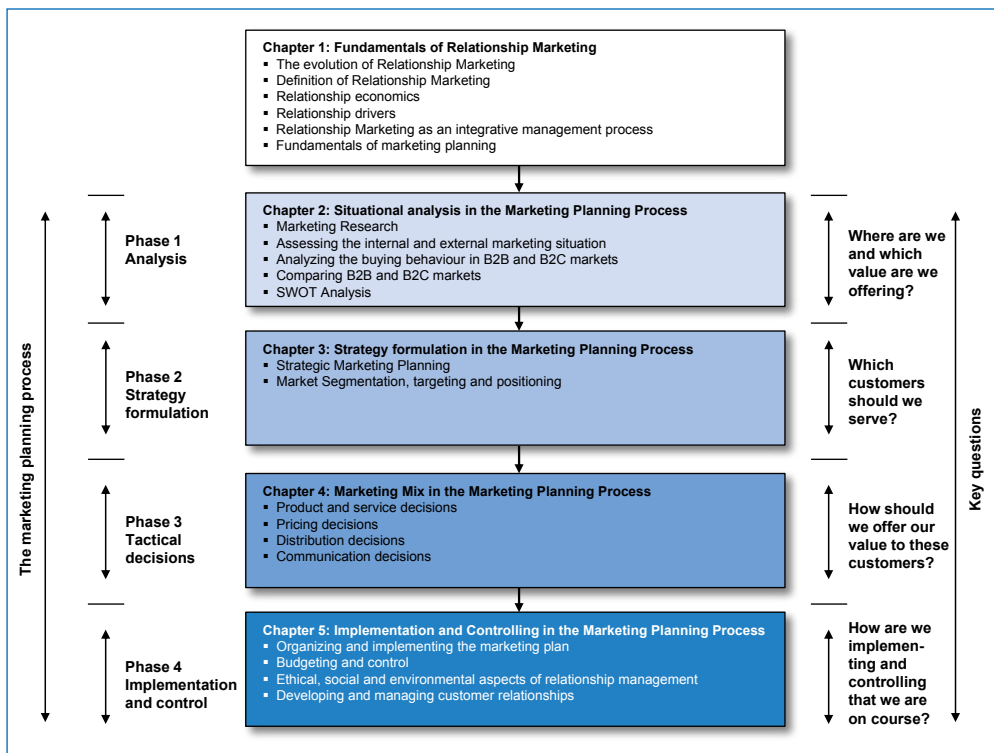 Chapter 1: Fundamentals of Relationship Marketing
▪ The evolution of Relationship Marketing
▪ Definition of Relationship Marketing
▪ Relationship economics
▪ Relationship drivers
▪ Relationship Marketing as an integrative management process
▪ Fundamentals of marketing planning
The marketing planning process
Phase 1
Analysis
Chapter 2: Situational analysis in the Marketing Planning Process
▪ Marketing Research
▪ Assessing the internal and external marketing situation
▪ Analyzing the buying behaviour in B2B and B2C markets
▪ Comparing B2B and B2C markets
▪ SWOT Analysis
Where are we
and which
value are we
offering?
Phase 2
Strategy
formulation
Chapter 3: Strategy formulation in the Marketing Planning Process
▪ Strategic Marketing Planning
▪ Market Segmentation, targeting and positioning
Which
customers
should we
serve?
Key questions
Phase 3
Tactical
decisions
Chapter 4: Marketing Mix in the Marketing Planning Process
▪ Product and service decisions
▪ Pricing decisions
▪ Distribution decisions
▪ Communication decisions
How should
we offer our
value to these
customers?
Phase 4
Implementation
and control
Chapter 5: Implementation and Controlling in the Marketing Planning Process
▪ Organizing and implementing the marketing plan
▪ Budgeting and control
▪ Ethical, social and environmental aspects of relationship management
▪ Developing and managing customer relationships
How are we
implemen-
ting and
controlling
that we are
on course?